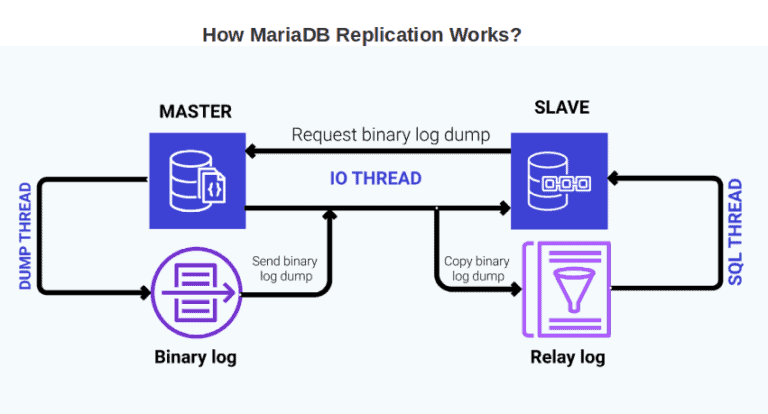 How MariaDB Replication Works?
MASTER
SLAVE
Request binary log dump
IO THREAD
DUMP THREAD
Send binary
log dump
Copy binary
log dump
SQL THREAD
Binary log
Relay log